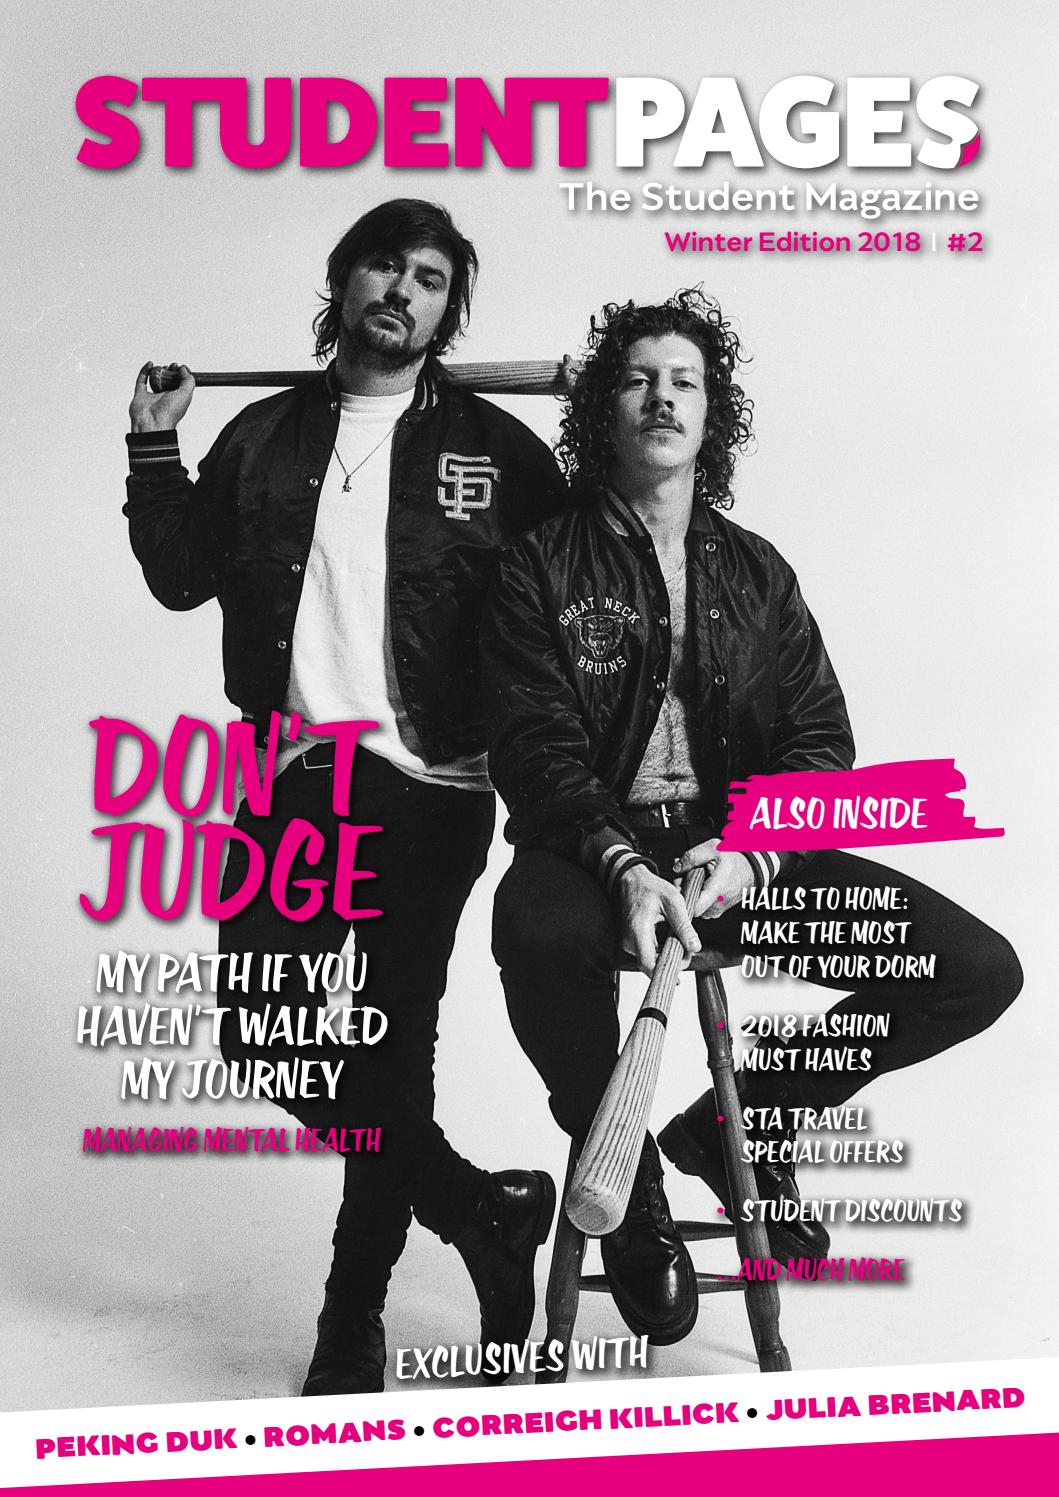 STUDENTPAGES
The Student Magazine
Winter Edition 2018 | #2
SF
GREAT NECK
BRUINS
DON'T
JUDGE
MY PATH IF YOU
HAVEN'T WALKED
MY JOURNEY
MANAGING MENTAL HEALTH
ALSO INSIDE
• HALLS TO HOME:
MAKE THE MOST
OUT OF YOUR DORM
• 2018 FASHION
MUST HAVES
• STA TRAVEL
SPECIAL OFFERS
• STUDENT DISCOUNTS
...AND MUCH MORE
EXCLUSIVES WITH
PEKING DUK • ROMANS • CORREIGH KILLICK • JULIA BRENARD